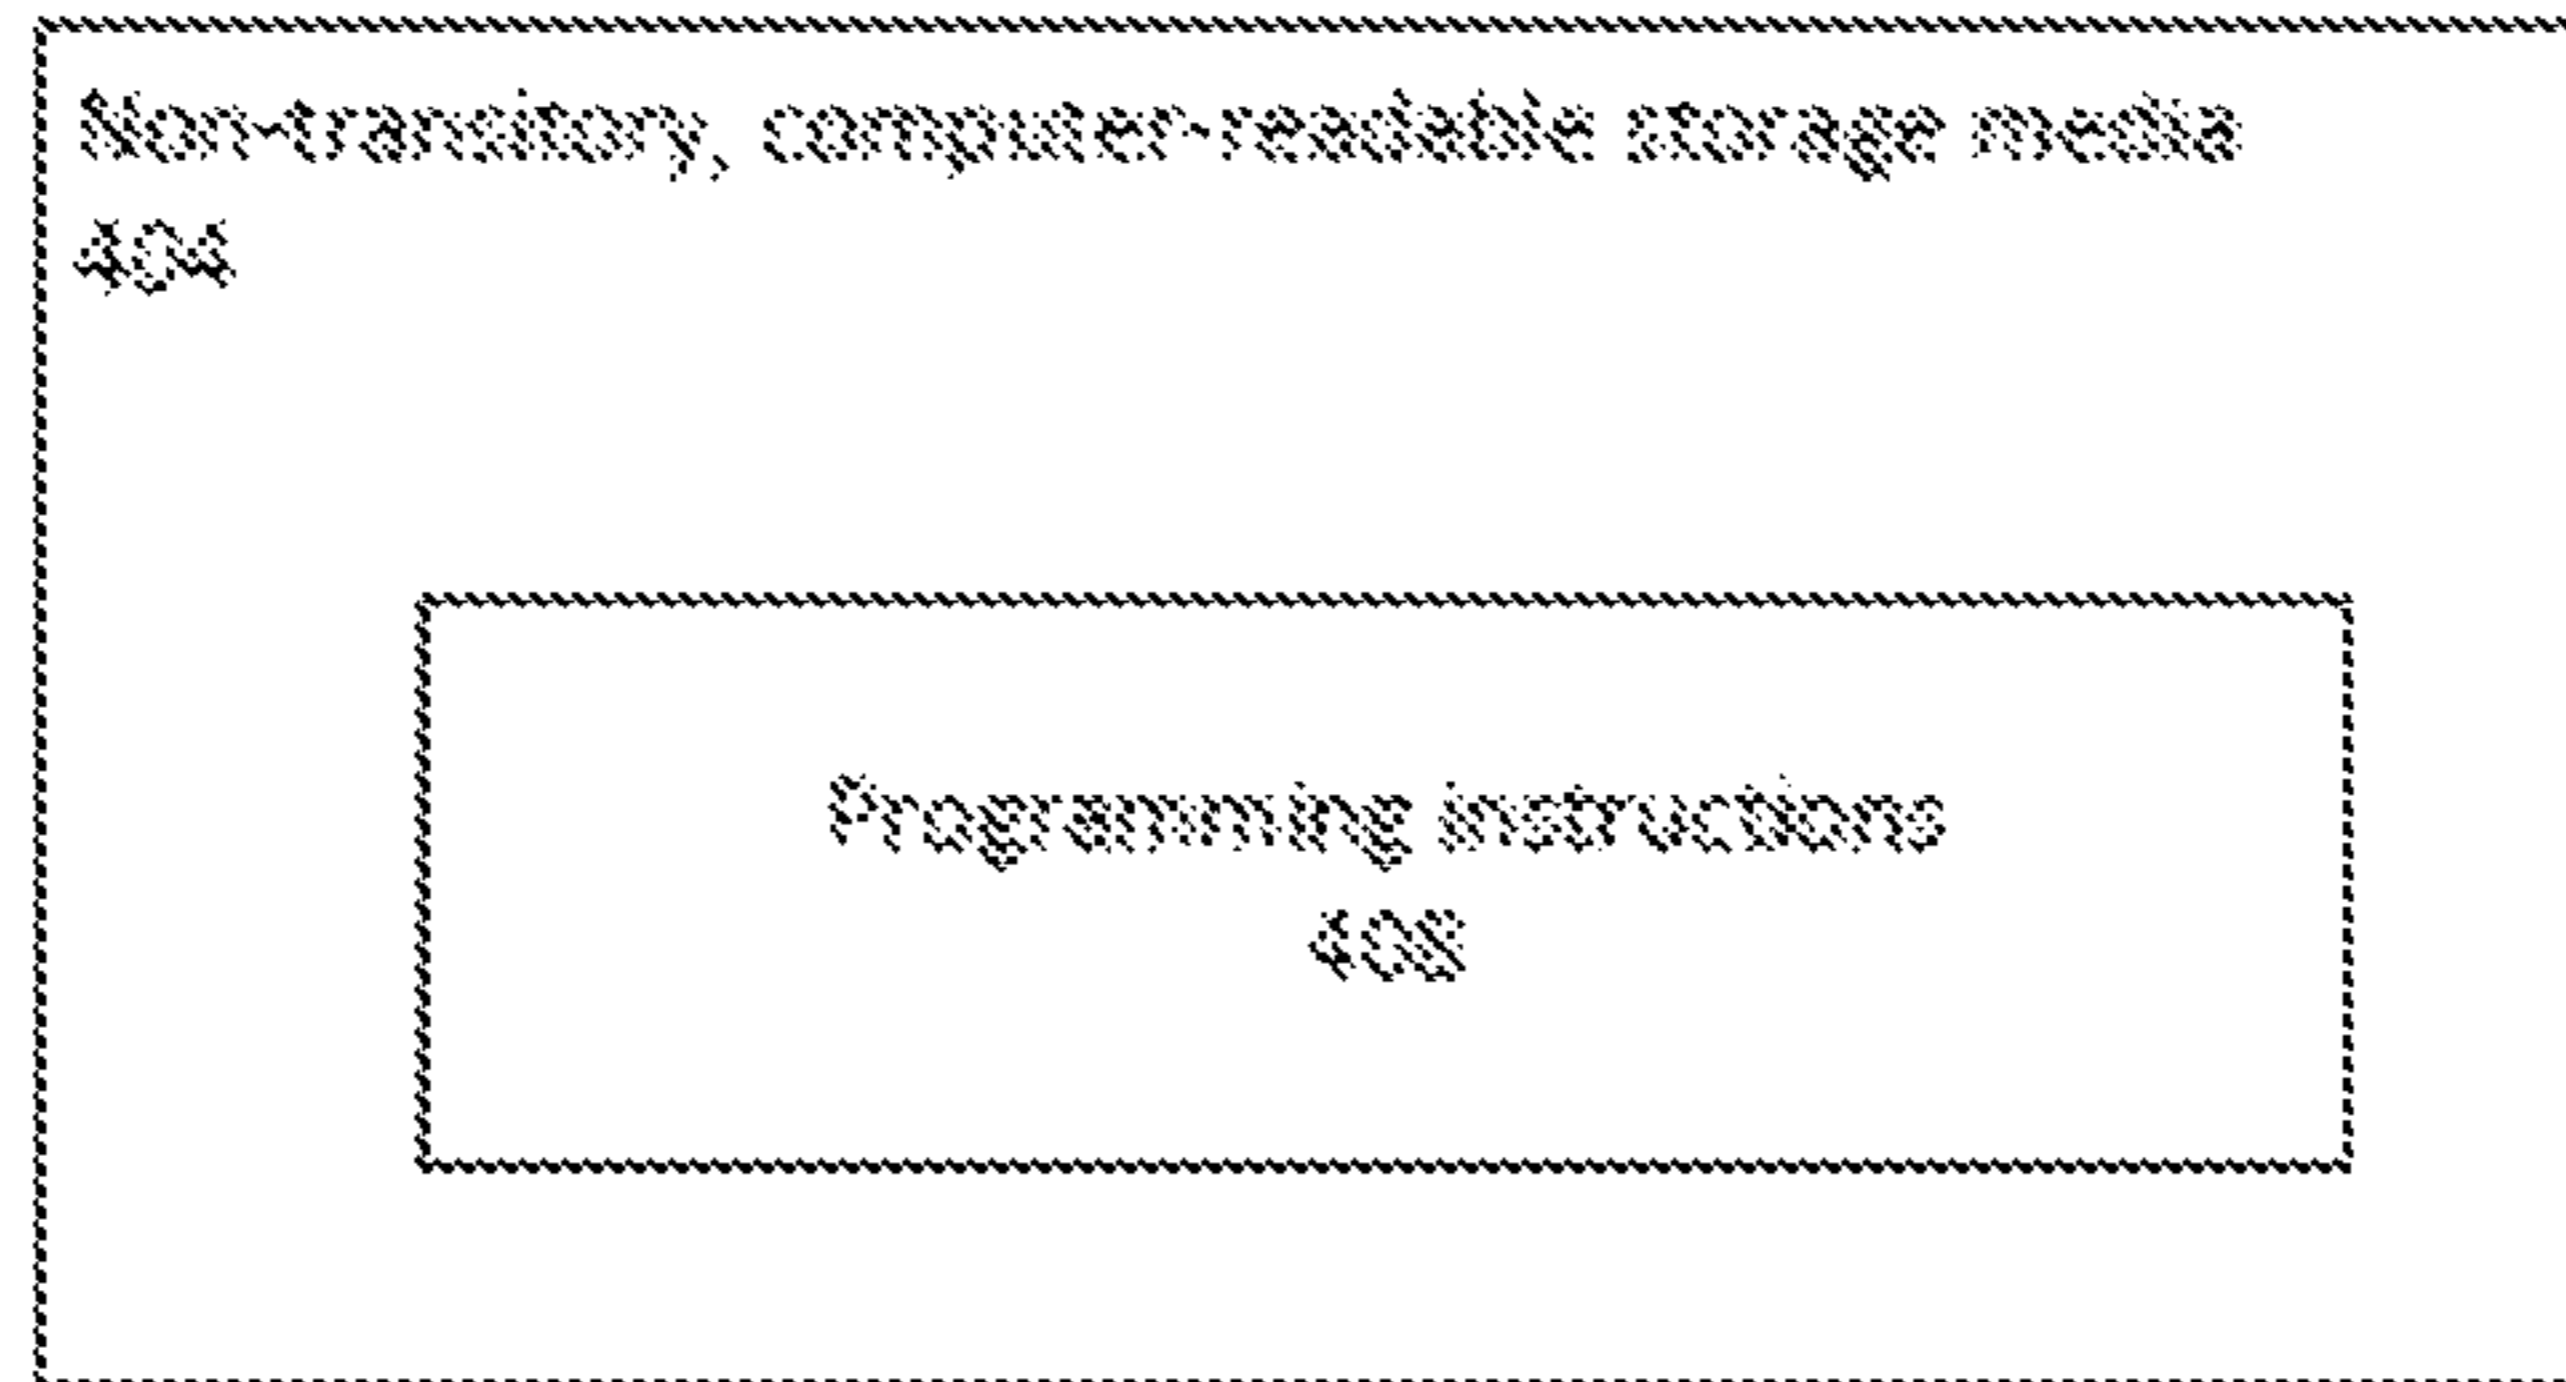 Non-transitory, computer-readable storage media
404
Programming instructions
408